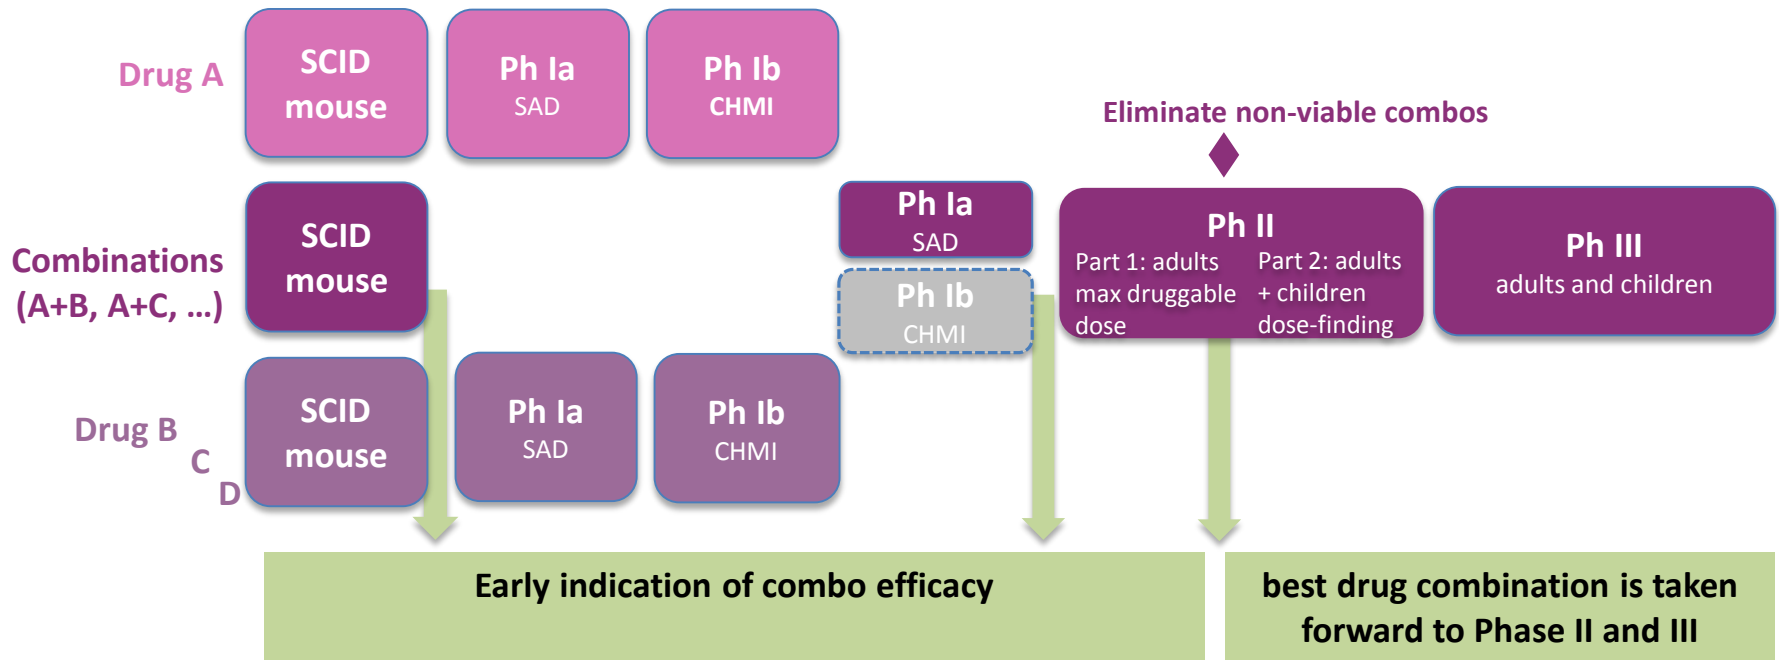 Drug A
SCID
mouse
Ph Ia
SAD
Ph Ib
CHMI
Eliminate non-viable combos
Combinations
(A+B, A+C, ...)
SCID
mouse
Ph Ia
SAD
Ph Ib
CHMI
Ph II
Part 1: adults
max druggable
dose
Part 2: adults
+ children
dose-finding
Ph III
adults and children
Drug B
C
D
SCID
mouse
Ph Ia
SAD
Ph Ib
CHMI
Early indication of combo efficacy
best drug combination is taken
forward to Phase II and III